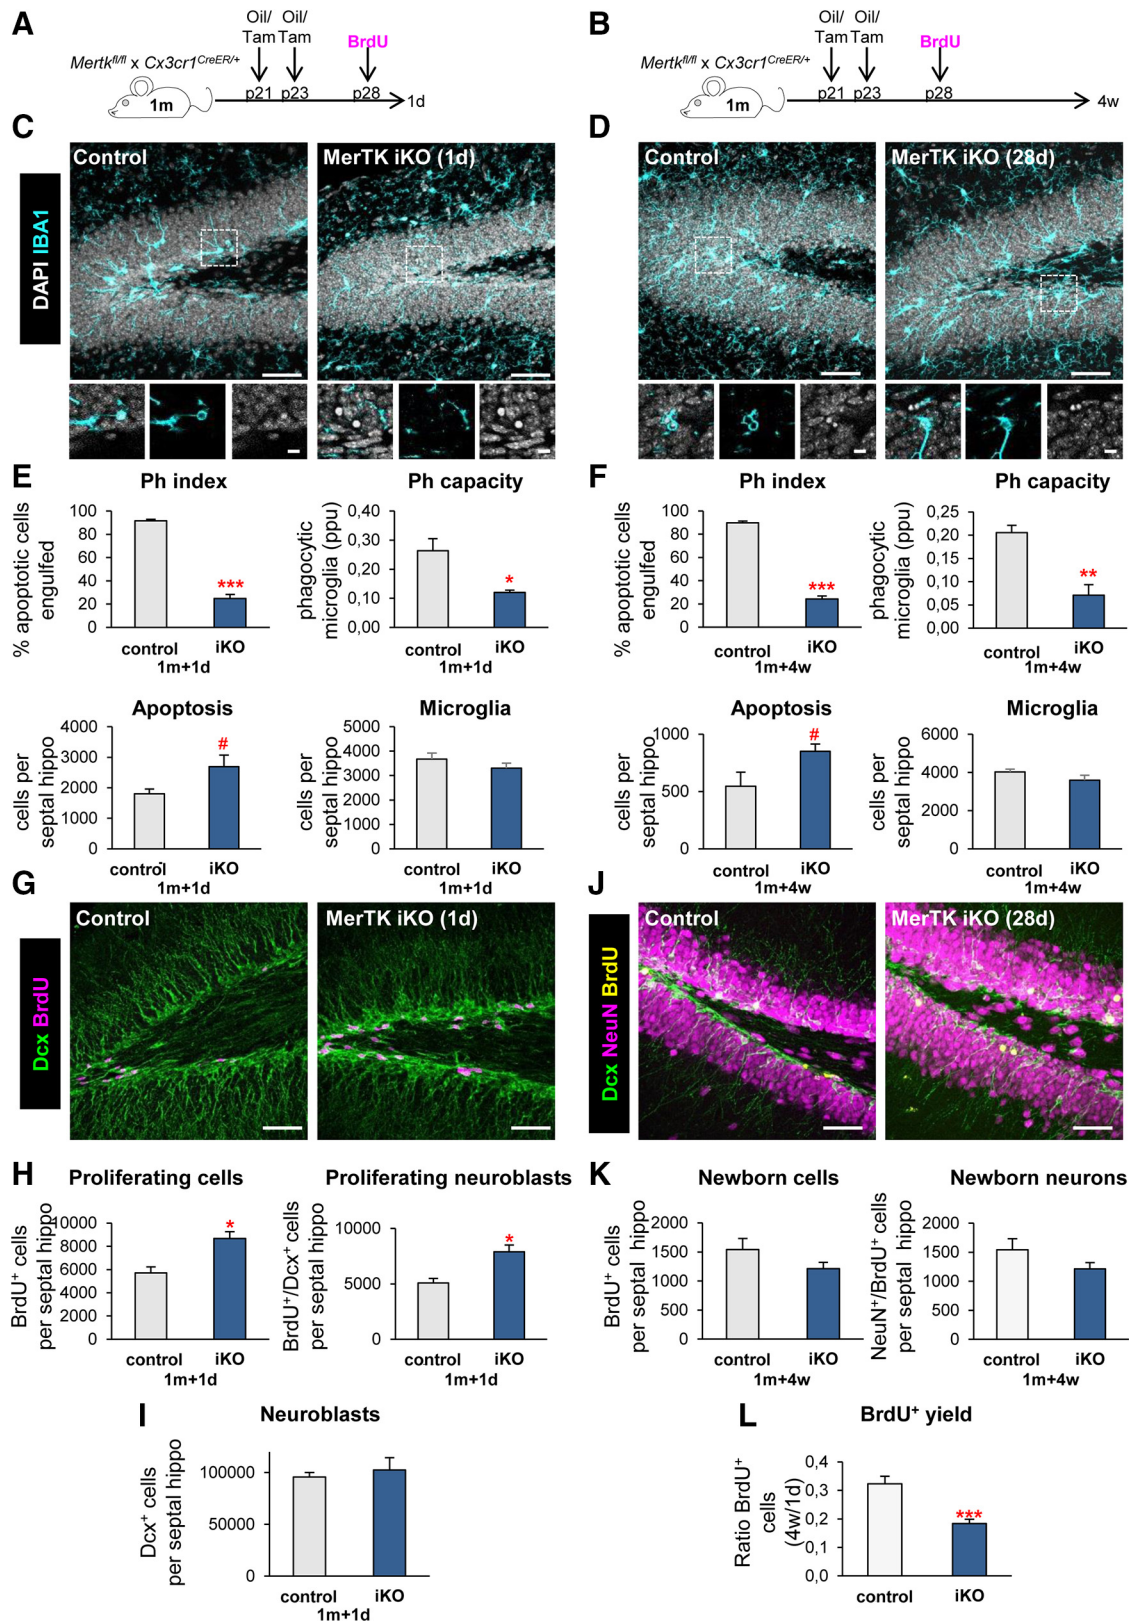 A
Oil/ Oil/
Tam Tam
BrdU
Mertkfl/fl x Cx3cr1CreER/+
1m
p21 p23 p28
1d
B
Oil/ Oil/
Tam Tam
BrdU
Mertkfl/fl x Cx3cr1CreER/+
1m
p21 p23 p28
4w
C
DAPI IBA1
Control
MerTK iKO (1d)
D
Control
MerTK iKO (28d)
E
Ph index
% apoptotic cells
engulfed
100
80
60
40
20
0
***
control iKO
1m+1d
Ph capacity
phagocytic
microglia (ppu)
0,40
0,30
0,20
0,10
0,00
*
control iKO
1m+1d
Apoptosis
cells per
septal hippo
4000
3000
2000
1000
0
#
control iKO
1m+1d
Microglia
cells per
septal hippo
5000
4000
3000
2000
1000
0
control iKO
1m+1d
F
Ph index
% apoptotic cells
engulfed
100
80
60
40
20
0
***
control iKO
1m+4w
Ph capacity
phagocytic
microglia (ppu)
0,25
0,20
0,15
0,10
0,05
0,00
**
control iKO
1m+4w
Apoptosis
cells per
septal hippo
1000
500
0
#
control iKO
1m+4w
Microglia
cells per
septal hippo
6000
4000
2000
0
control iKO
1m+4w
G
Dcx BrdU
Control
MerTK iKO (1d)
J
Dcx NeuN BrdU
Control
MerTK iKO (28d)
H
Proliferating cells
BrdU+ cells
per septal hippo
10000
8000
6000
4000
2000
0
*
control iKO
1m+1d
Proliferating neuroblasts
BrdU+/Dcx+ cells
per septal hippo
10000
5000
0
*
control iKO
1m+1d
K
Newborn cells
BrdU+ cells
per septal hippo
2000
1500
1000
500
0
control iKO
1m+4w
Newborn neurons
NeuN+/BrdU+ cells
per septal hippo
2000
1500
1000
500
0
control iKO
1m+4w
I
Neuroblasts
Dcx+ cells
per septal hippo
100000
50000
0
control iKO
1m+1d
L
BrdU+ yield
Ratio BrdU+
cells
(4w/1d)
0,4
0,3
0,2
0,1
0,0
***
control iKO